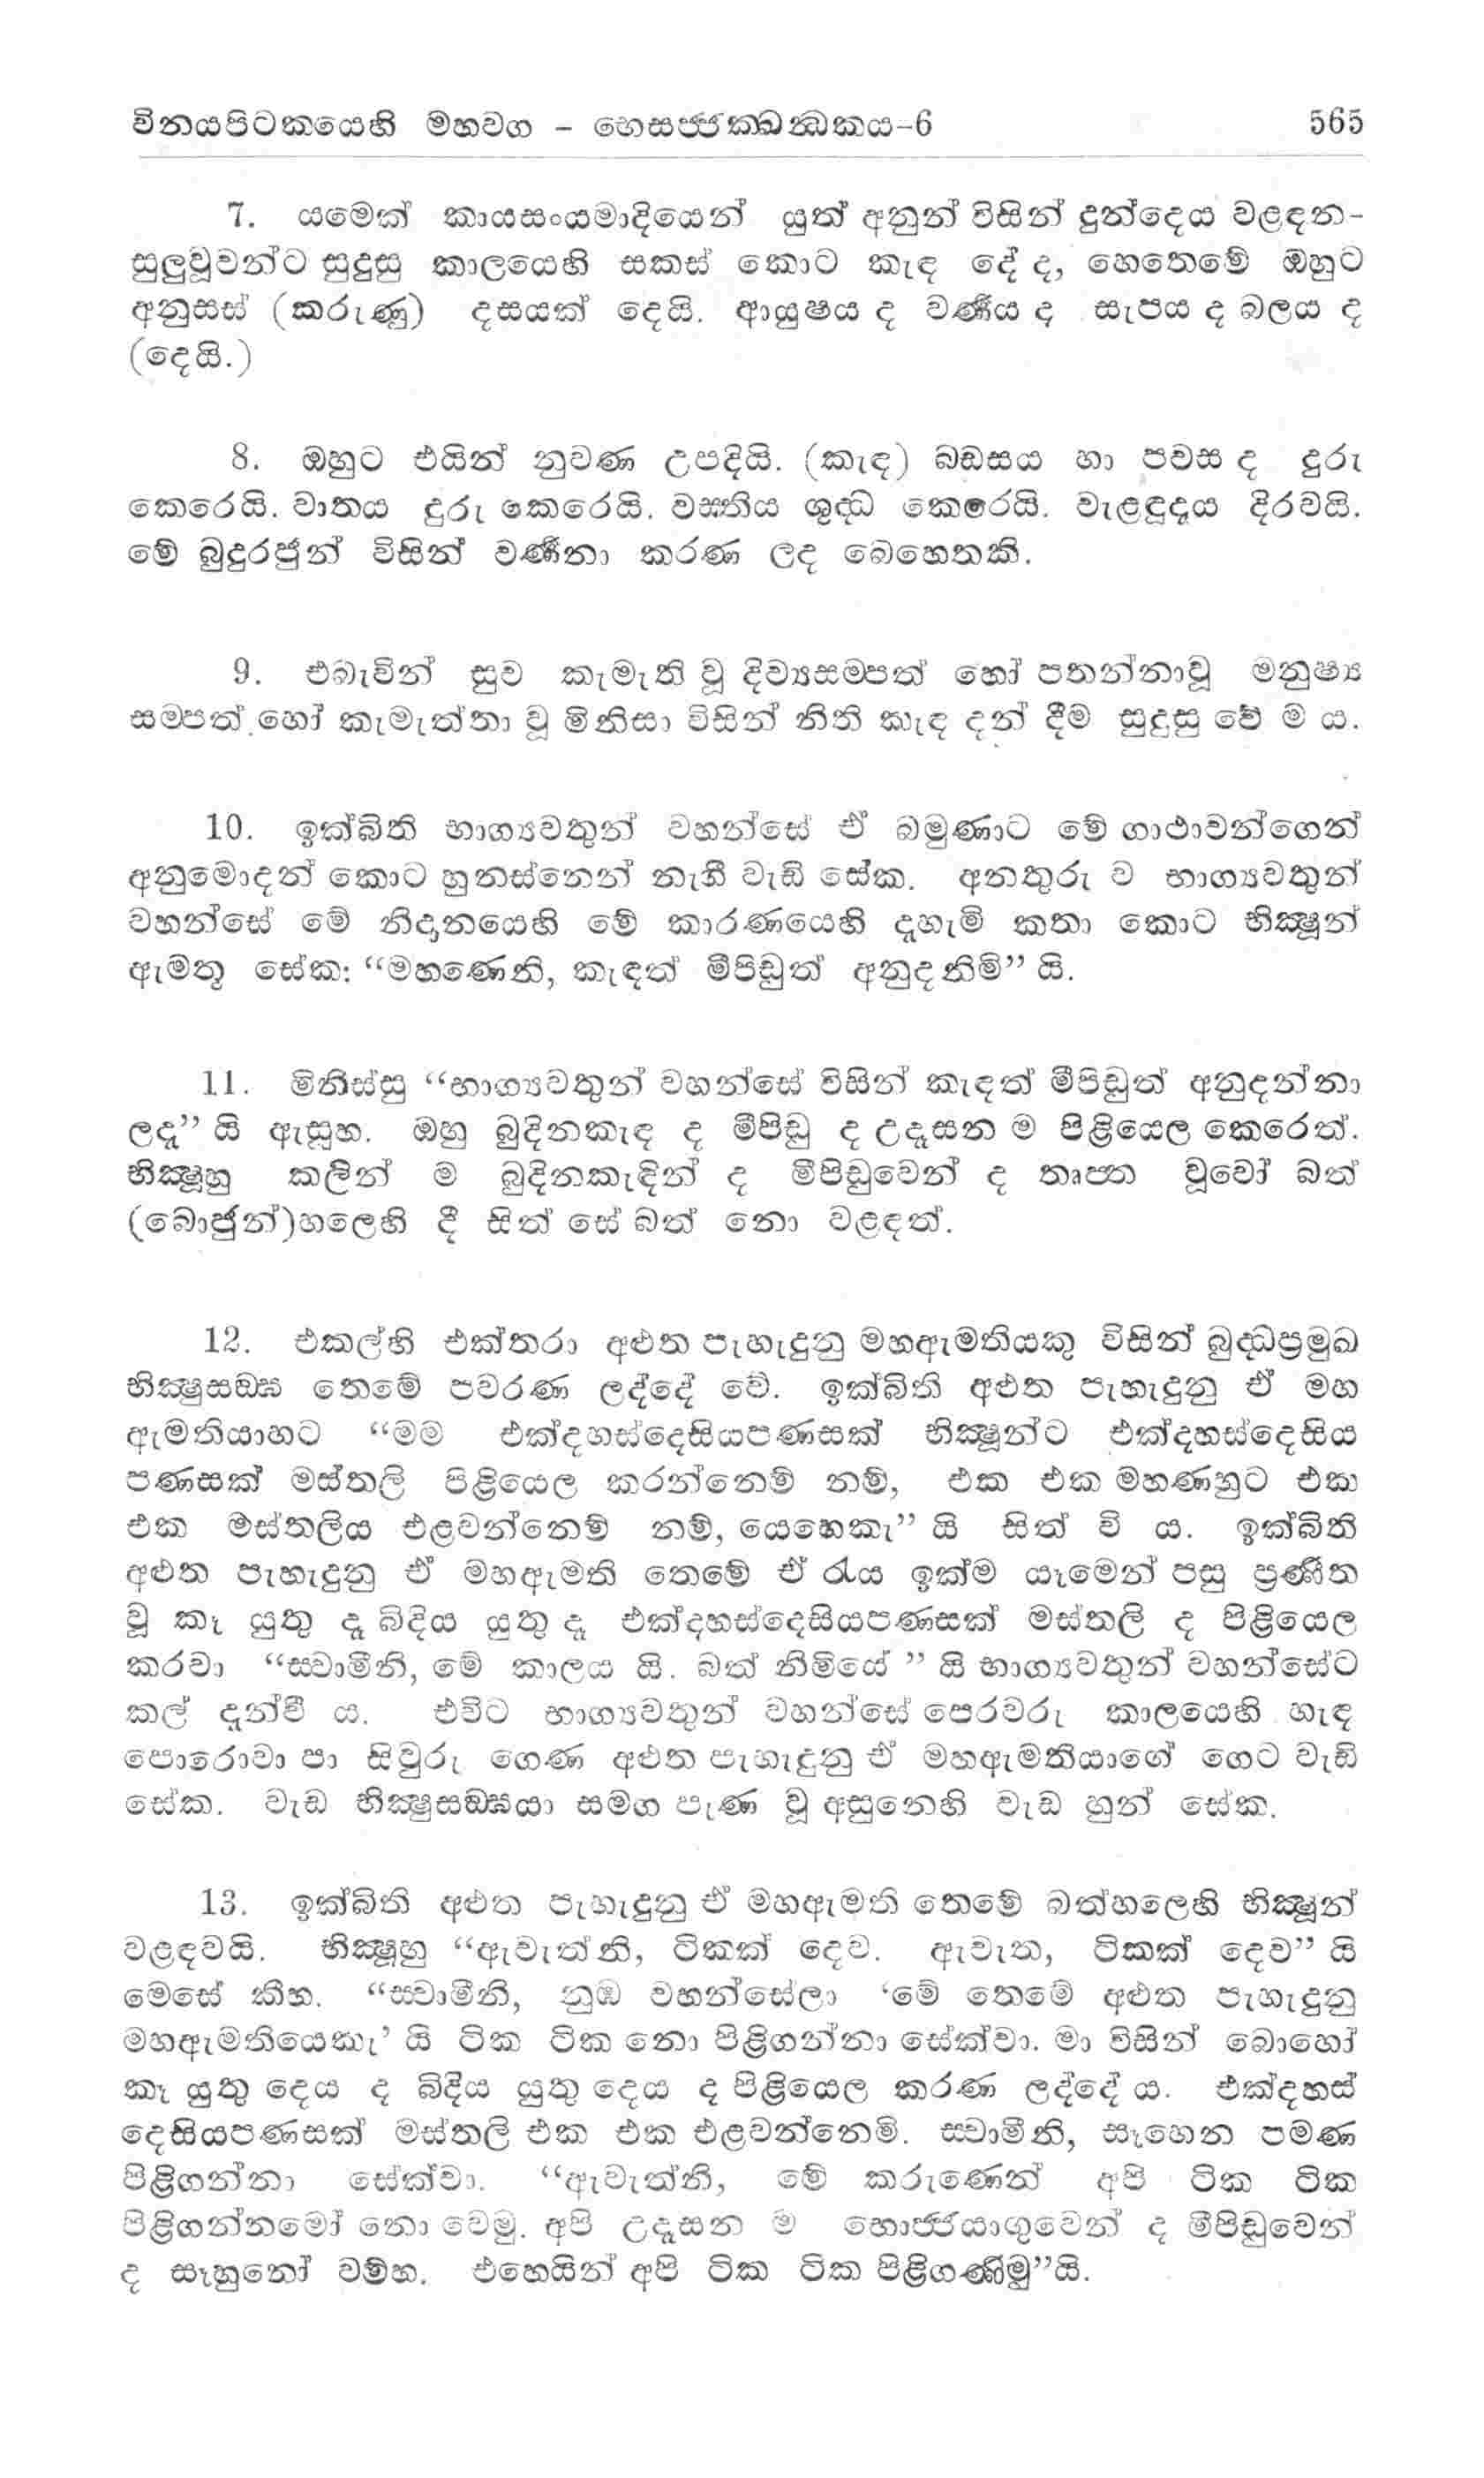 විනයපිටකයෙහි මහවග – භෙසජ්ජක්ඛන්ධකය-6 565
7. යමෙක් කායසංයමාදියෙන් යුත් අනුන් විසින් දුන්දෙය වළඳන-
සුලුවූවන්ට සුදුසු කාලයෙහි සකස් කොට කැඳ දේ ද, හෙතෙමේ ඔහුට
අනුසස් (කරුණු) දසයක් දෙයි. ආයුෂය ද වර්ණය ද සැපය ද බලය ද
(දෙයි.)
8. ඔහුට එයින් නුවණ උපදියි. (කැඳ) බඩසය හා පවස ද දුරු
කෙරෙයි. වාතය දුරු කෙරෙයි. වස්තිය ශුද්ධ කෙරෙයි. වැළඳූදෑය දිරවයි.
මේ බුදුරජුන් විසින් වර්ණනා කරණ ලද බෙහෙතකි.
9. එබැවින් සුව කැමැති වූ දිව්‍යසම්පත් හෝ පතන්නාවූ මනුෂ්‍ය
සම්පත් හෝ කැමැත්තා වූ මිනිසා විසින් නිති කැඳ දන් දීම සුදුසු වේ ම ය.
10. ඉක්බිති භාග්‍යවතුන් වහන්සේ ඒ බමුණාට මේ ගාථාවන්ගෙන්
අනුමොදන් කොට හුනස්නෙන් නැගී වැඩි සේක. අනතුරු ව භාග්‍යවතුන්
වහන්සේ මේ නිදානයෙහි මේ කාරණයෙහි දැහැමි කතා කොට භික්‍ෂූන්
ඇමතූ සේක: “මහණෙනි, කැඳත් මීපිඬුත් අනුදනිමි” යි.
11. මිනිස්සු “භාග්‍යවතුන් වහන්සේ විසින් කැඳත් මීපිඬුත් අනුදන්නා
ලදැ” යි ඇසූහ. ඔහු බුදිනකැඳ ද මීපිඬු ද උදෑසන ම පිළියෙල කෙරෙත්.
භික්‍ෂූහු කලින් ම බුදිනකැඳින් ද මීපිඬුවෙන් ද තෘප්ත වූවෝ බත්
(බොජුන්)හලෙහි දී සිත් සේ බත් නො වළඳත්.
12. එකල්හි එක්තරා අළුත පැහැදුනු මහඇමතියකු විසින් බුද්ධප්‍රමුඛ
භික්‍ෂුසඞ්ඝ තෙමේ පවරණ ලද්දේ වේ. ඉක්බිති අළුත පැහැදුනු ඒ මහ
ඇමතියාහට “මම එක්දහස්දෙසියපණසක් භික්‍ෂූන්ට එක්දහස්දෙසිය
පණසක් මස්තලි පිළියෙල කරන්නෙම් නම්, එක එක මහණහුට එක
එක මස්තලිය එළවන්නෙම් නම්, යෙහෙකැ” යි සිත් වි ය. ඉක්බිති
අළුත පැහැදුනු ඒ මහඇමති තෙමේ ඒ රැය ඉක්ම යෑමෙන් පසු ප්‍රණීත
වූ කෑ යුතු දෑ බිදිය යුතු දෑ එක්දහස්දෙසියපණසක් මස්තලි ද පිළියෙල
කරවා “ස්වාමීනි, මේ කාලය යි. බත් නිමියේ ” යි භාග්‍යවතුන් වහන්සේට
කල් දැන්වී ය. එවිට භාග්‍යවතුන් වහන්සේ පෙරවරු කාලයෙහි හැඳ
පොරොවා පා සිවුරු ගෙණ අළුත පැහැදුනු ඒ මහඇමතියාගේ ගෙට වැඩි
සේක. වැඩ භික්‍ෂුසඞ්ඝයා සමග පැණ වූ අසුනෙහි වැඩ හුන් සේක.
13. ඉක්බිති අළුත පැහැදුනු ඒ මහඇමති තෙමේ බත්හලෙහි භික්‍ෂූන්
වළඳවයි. භික්‍ෂූහු “ඇවැත්නි, ටිකක් දෙව. ඇවැත, ටිකක් දෙව” යි
මෙසේ කීහ. “ස්වාමීනි, නුඹ වහන්සේලා ‘මේ තෙමේ අළුත පැහැදුනු
මහඇමතියෙකැ’ යි ටික ටික නො පිළිගන්නා සේක්වා. මා විසින් බොහෝ
කෑ යුතු දෙය ද බිදිය යුතු දෙය ද පිළියෙල කරණ ලද්දේ ය. එක්දහස්
දෙසියපණසක් මස්තලි එක එක එළවන්නෙමි. ස්වාමීනි, සෑහෙන පමණ
පිළිගන්නා සේක්වා. “ඇවැත්නි, මේ කරුණෙන් අපි ටික ටික
පිළිගන්නමෝ නො වෙමු. අපි උදෑසන ම භොජ්ජයාගුවෙන් ද මීපිඬුවෙන්
ද සෑහුනෝ වම්හ. එහෙයින් අපි ටික ටික පිළිගණිමු”යි.